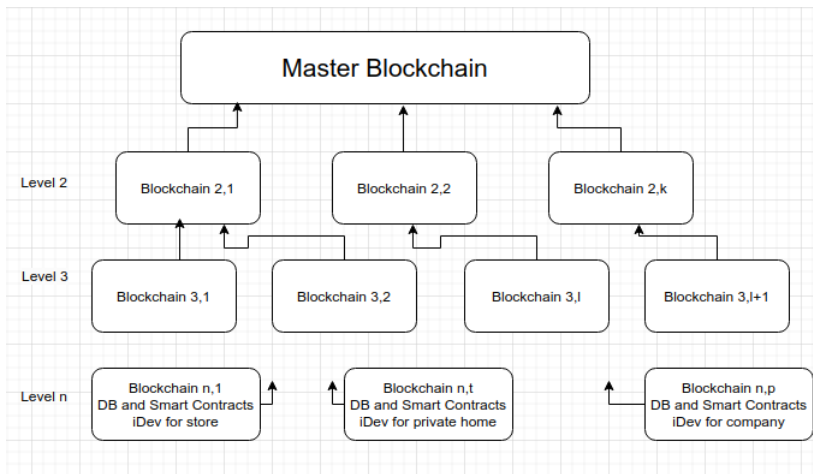 Master Blockchain
Level 2
Blockchain 2,1
Blockchain 2,2
Blockchain 2,k
Level 3
Blockchain 3,1
Blockchain 3,2
Blockchain 3,l
Blockchain 3,l+1
Level n
Blockchain n,1
DB and Smart Contracts
iDev for store
Blockchain n,t
DB and Smart Contracts
iDev for private home
Blockchain n,p
DB and Smart Contracts
iDev for company